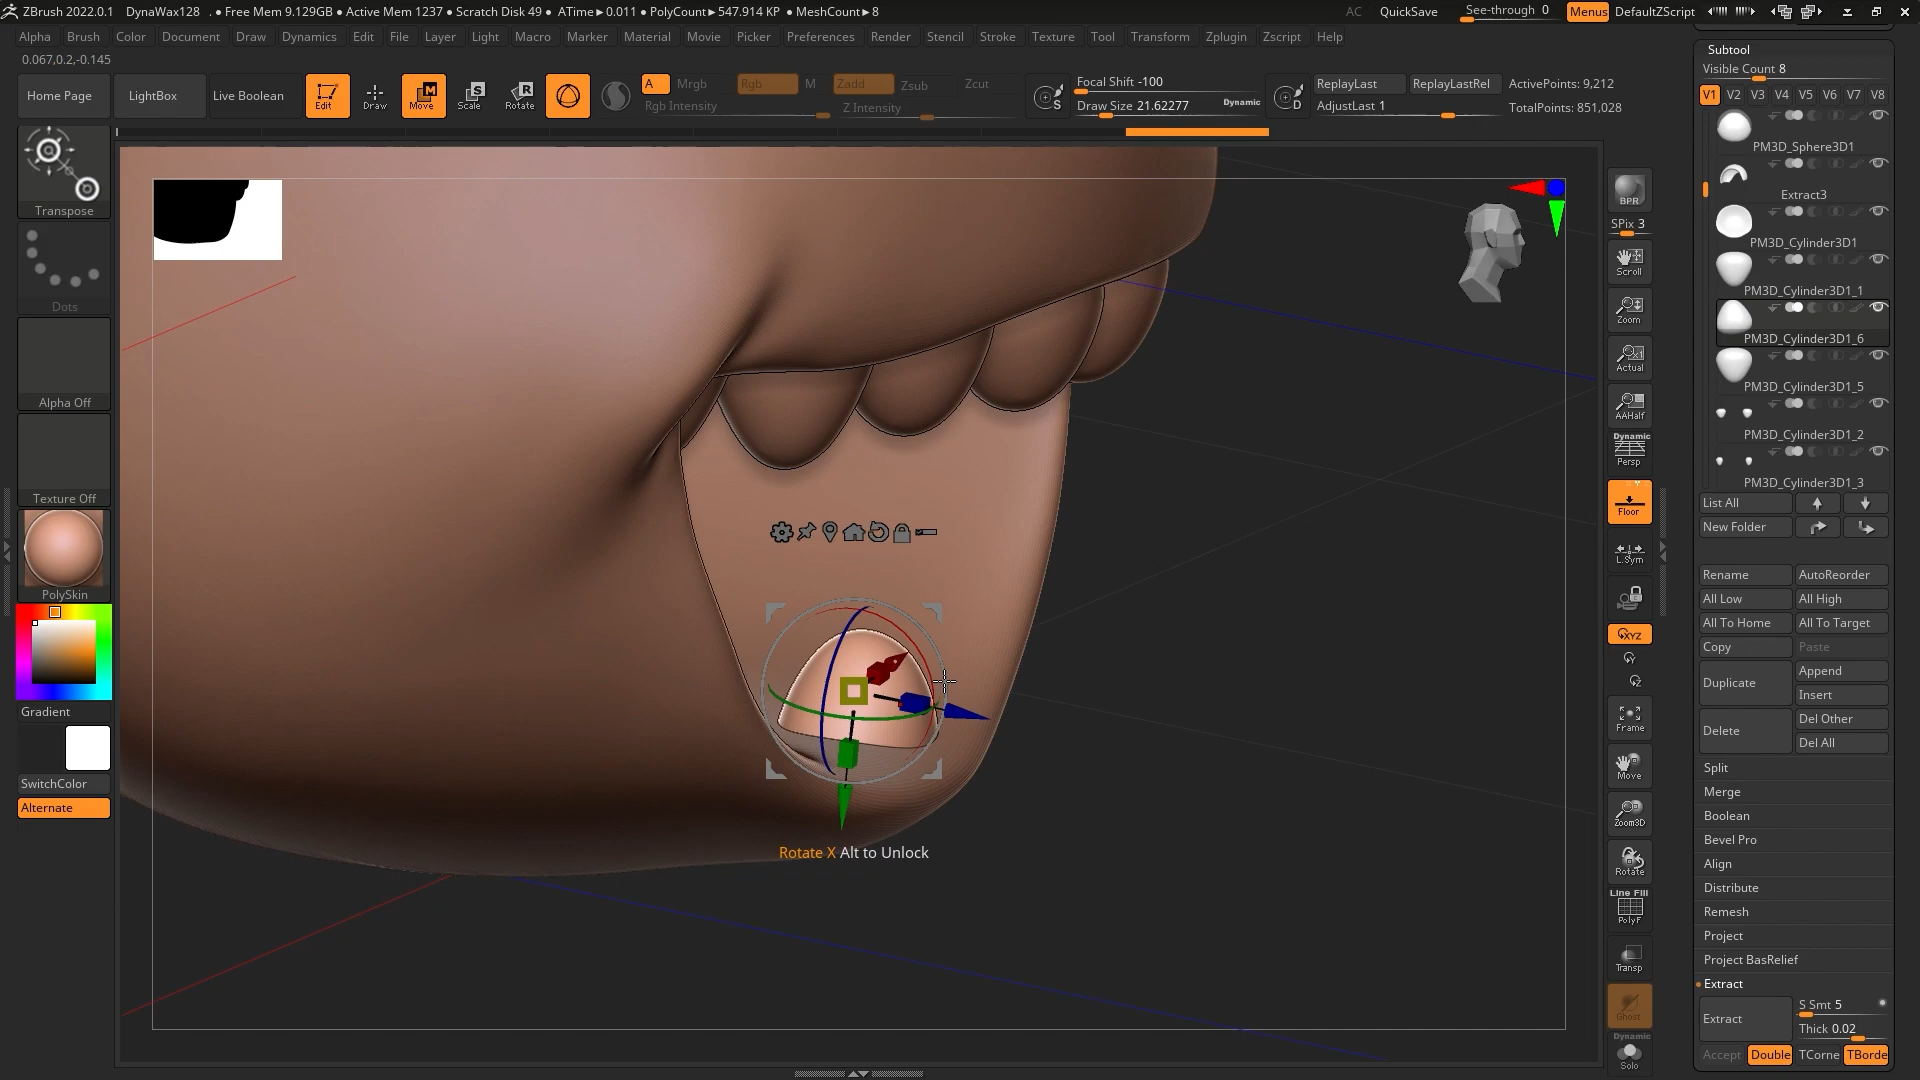 ZBrush 2022.0.1 DynaWax128 . ● Free Mem 9.129GB ● Active Mem 1237 ● Scratch Disk 49 ● ATime►0.011 ● PolyCount►547.914 KP ● MeshCount►8 AC QuickSave See-through 0 Menus DefaultZScript
Alpha Brush Color Document Draw Dynamics Edit File Layer Light Macro Marker Material Movie Picker Preferences Render Stencil Stroke Texture Tool Transform Zplugin Zscript Help
0.067,0.2,-0.145
Home Page LightBox Live Boolean Edit Draw Move Scale Rotate
A Mrgb Rgb M Zadd Zsub Zcut
Rgb Intensity Z Intensity
Focal Shift -100
Draw Size 21.62277 Dynamic
ReplayLast ReplayLastRel ActivePoints: 9,212
AdjustLast 1 TotalPoints: 851,028
Transpose
Dots
Alpha Off
Texture Off
PolySkin
Gradient
SwitchColor
Alternate
Rotate X Alt to Unlock
BPR
SPix 3
Scroll
Zoom
Actual
AAHalf
Dynamic
Persp
Floor
L.Sym
XYZ
Frame
Move
Zoom3D
Rotate
Line Fill
PolyF
Transp
Ghost
Dynamic
Solo
Subtool
Visible Count 8
V1 V2 V3 V4 V5 V6 V7 V8
PM3D_Sphere3D1
Extract3
PM3D_Cylinder3D1
PM3D_Cylinder3D1_1
PM3D_Cylinder3D1_6
PM3D_Cylinder3D1_5
PM3D_Cylinder3D1_2
PM3D_Cylinder3D1_3
List All
New Folder
Rename AutoReorder
All Low All High
All To Home All To Target
Copy Paste
Duplicate Append
Insert
Delete Del Other
Del All
Split
Merge
Boolean
Bevel Pro
Align
Distribute
Remesh
Project
Project BasRelief
Extract
Extract S Smt 5
Thick 0.02
Accept Double TCorne TBorde